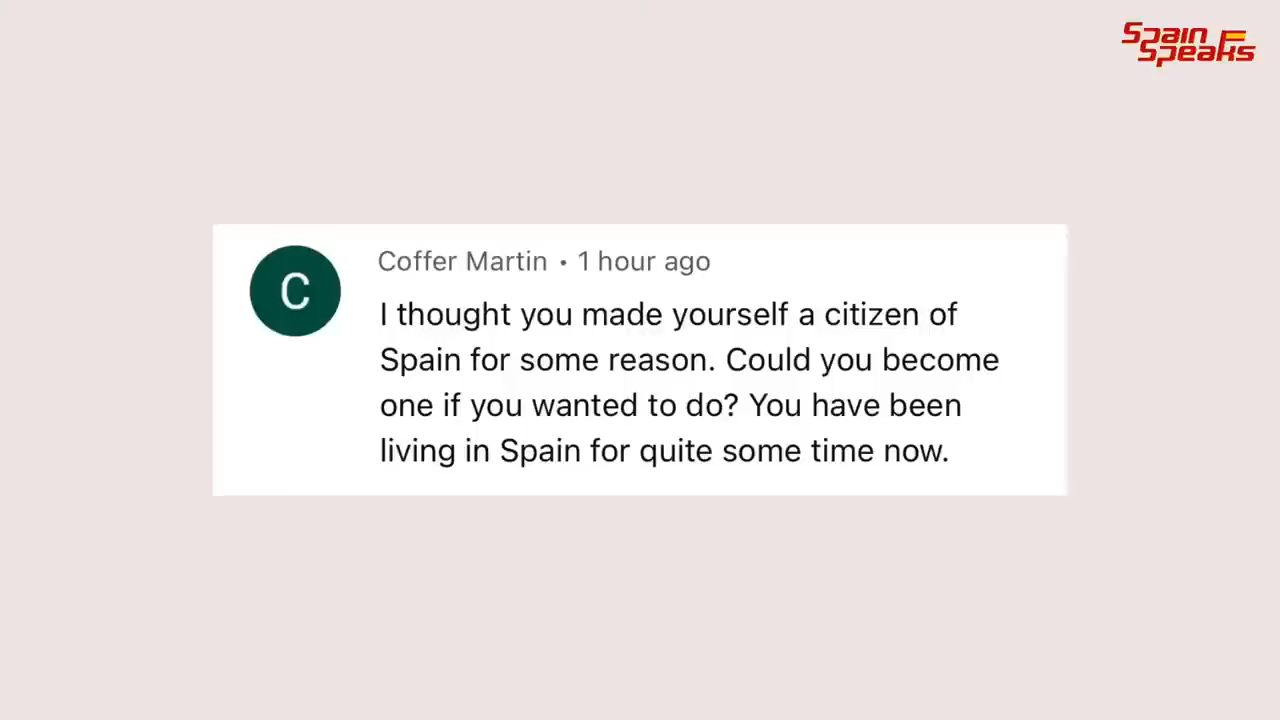 Spain
Speaks
C
Coffer Martin • 1 hour ago
I thought you made yourself a citizen of
Spain for some reason. Could you become
one if you wanted to do? You have been
living in Spain for quite some time now.